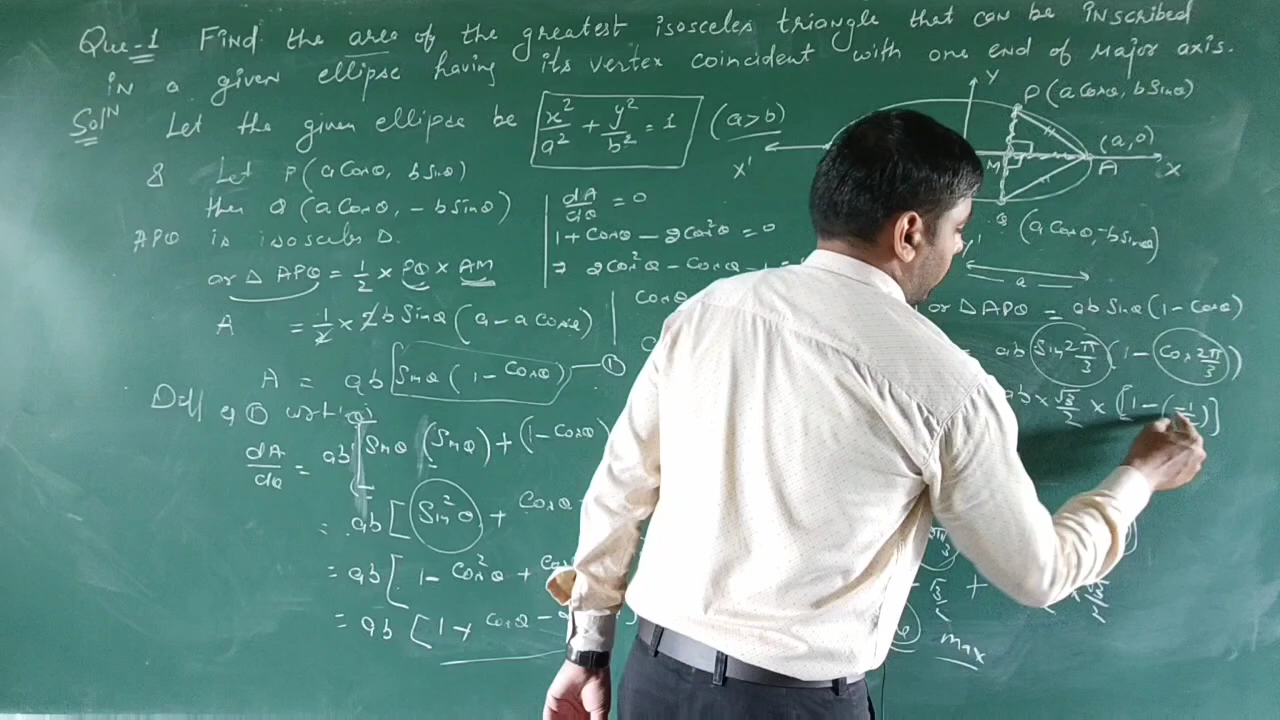 Que-1 Find the area of the greatest isosceles triangle that can be inscribed
in a given ellipse having its vertex coincident with one end of major axis.
Solⁿ Let the given ellipse be x²/a² + y²/b² = 1 (a>b)
& Let P(a Cosθ, b Sinθ)
then Q(a Cosθ, -b Sinθ)
APQ is isosceles Δ.
ar Δ APQ = 1/2 × PQ × AM
A = 1/2 × 2b Sinθ (a - a Cosθ)
A = ab [Sinθ (1 - Cosθ)] — ①
Diff eq ① w.r.t
dA/dθ = ab [Sinθ (Sinθ) + (1 - Cosθ)
= ab [Sin²θ + Cosθ
= ab [1 - Cos²θ +
= ab [1 + Cosθ -
dA/dθ = 0
1 + Cosθ - 2Cos²θ = 0
⇒ 2Cos²θ - Cosθ - 1
Cosθ
Y
P(a Cosθ, b Sinθ)
(a, 0)
X'
M
A
X
Q (a Cosθ, -b Sinθ)
a
ar Δ APQ = ab Sinθ (1 - Cosθ)
= ab Sin 2π/3 (1 - Cos 2π/3)
ab × √3/2 × [1 - (-1/
+
max